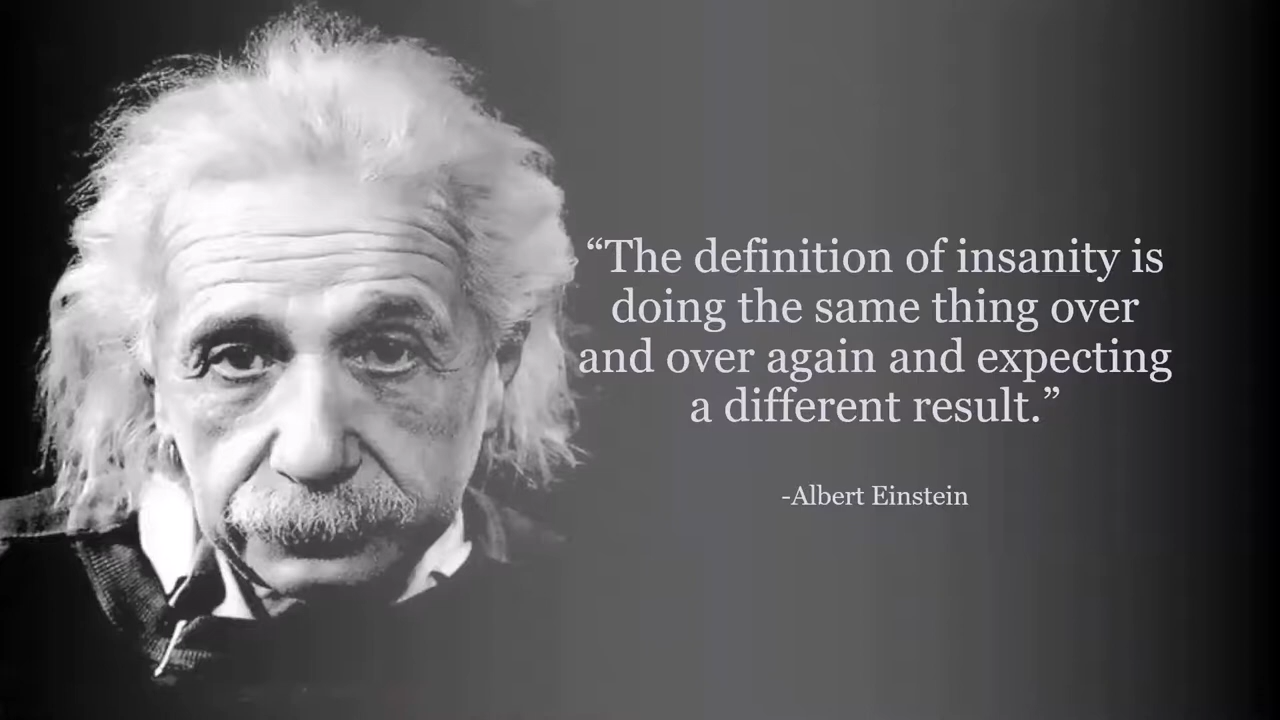 “The definition of insanity is
doing the same thing over
and over again and expecting
a different result.”
-Albert Einstein